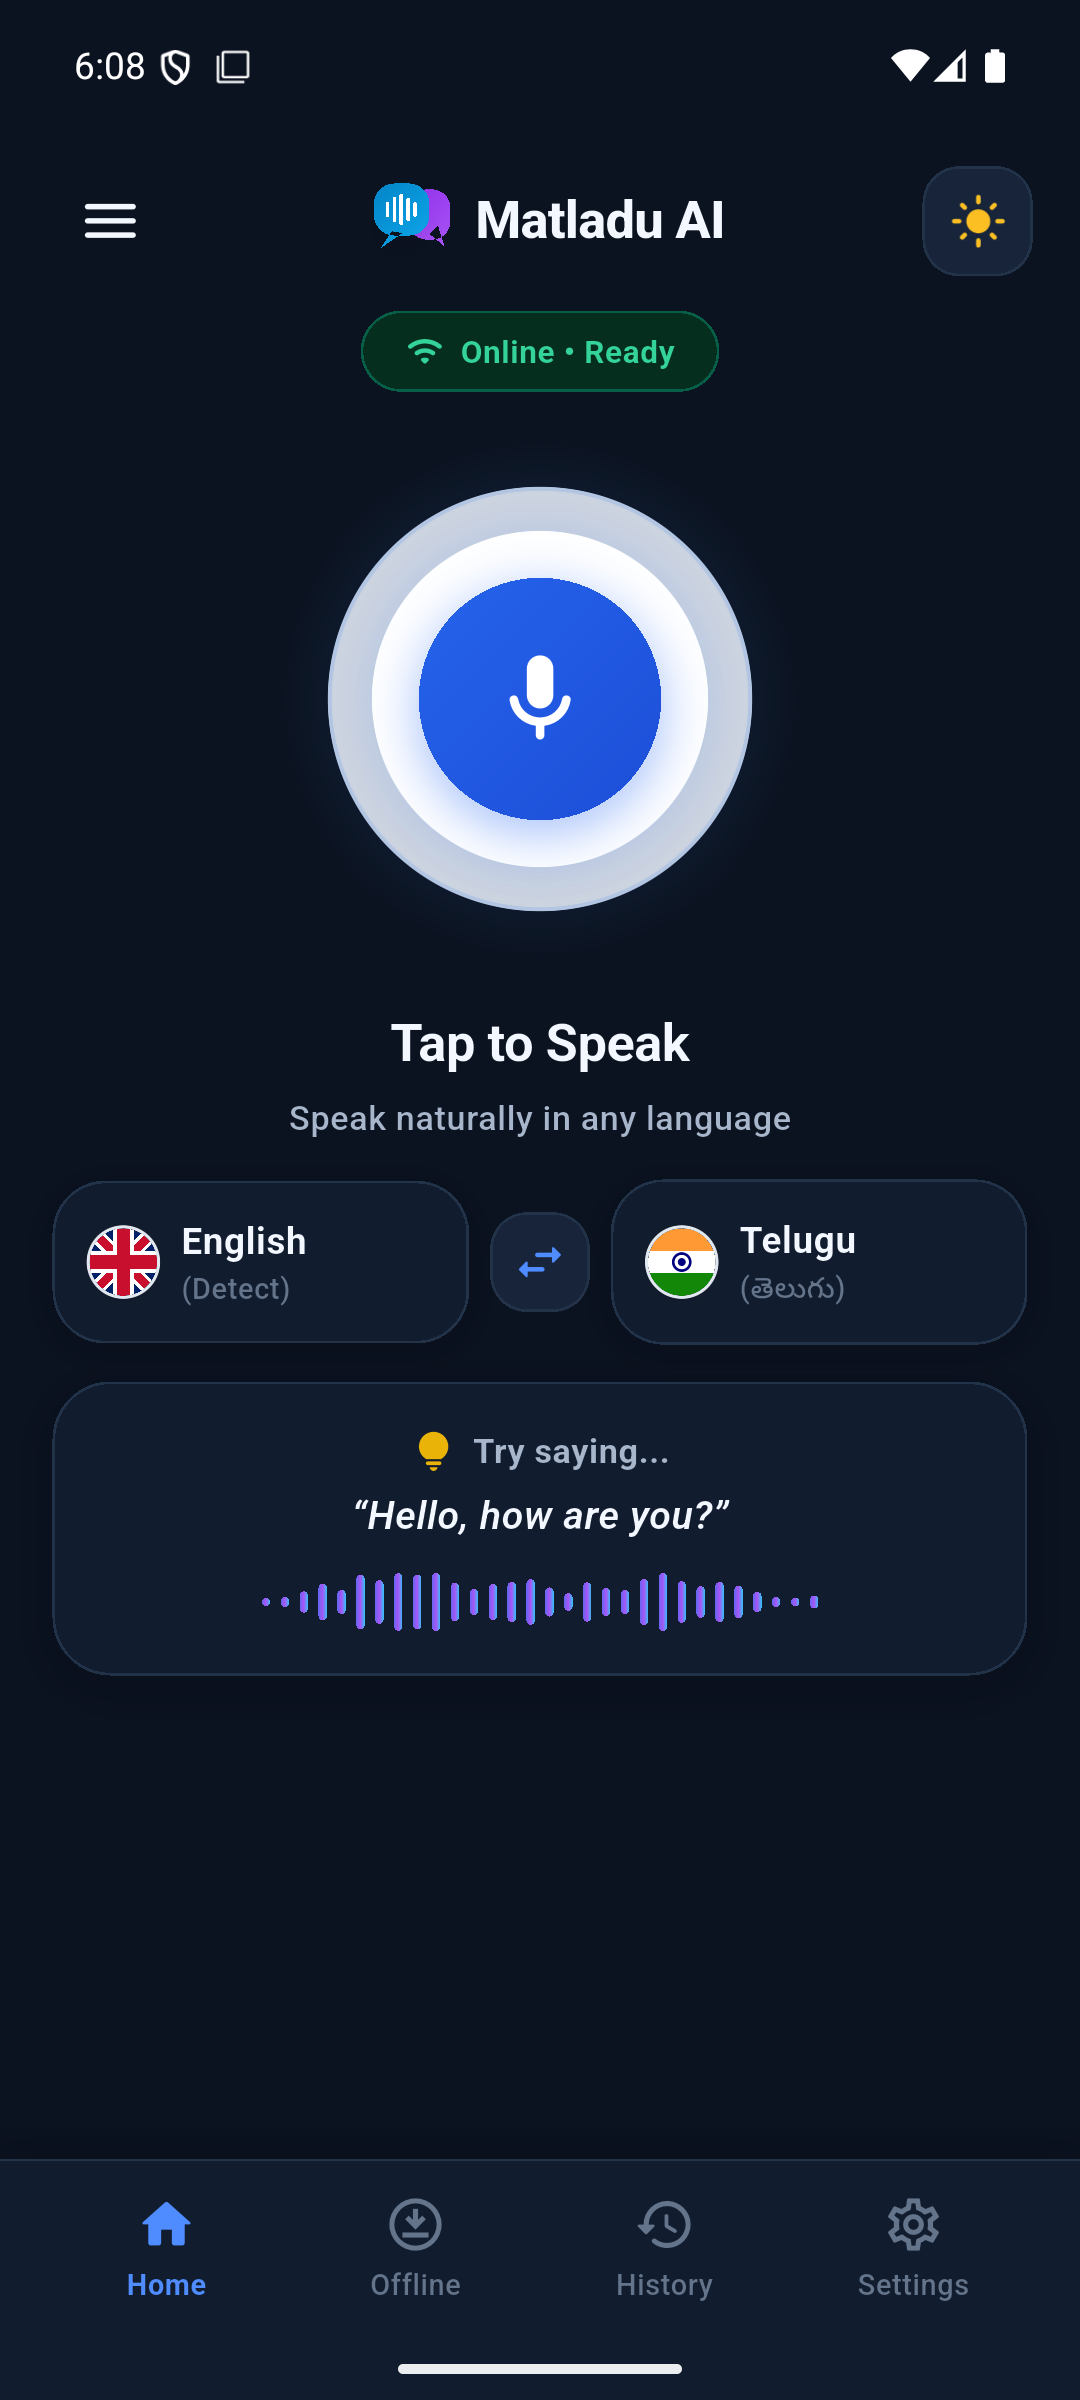 6:08
Matladu AI
Online • Ready
Tap to Speak
Speak naturally in any language
English
(Detect)
Telugu
(తెలుగు)
Try saying...
“Hello, how are you?”
Home
Offline
History
Settings